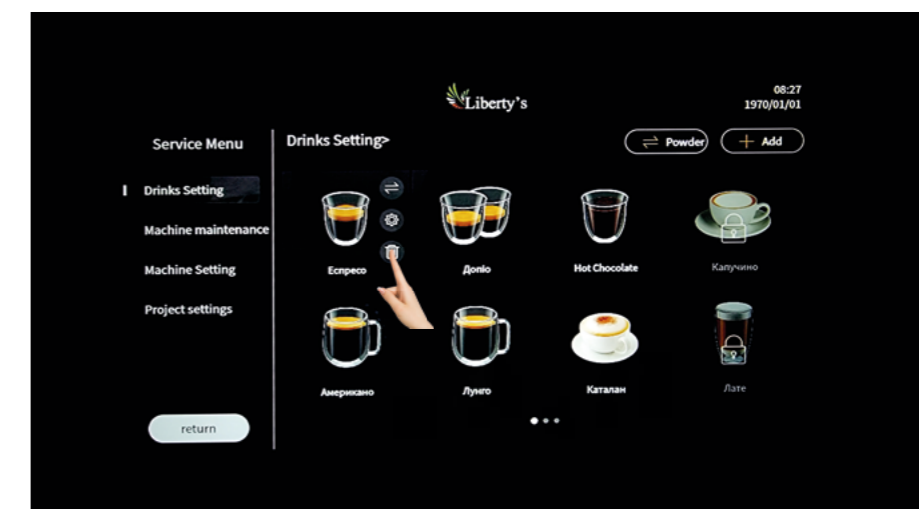 Liberty's
08:27
1970/01/01
Service Menu
Drinks Setting>
Powder
Add
Drinks Setting
Machine maintenance
Machine Setting
Project settings
return
Еспресо
Допіо
Hot Chocolate
Капучино
Американо
Лунго
Каталан
Лате